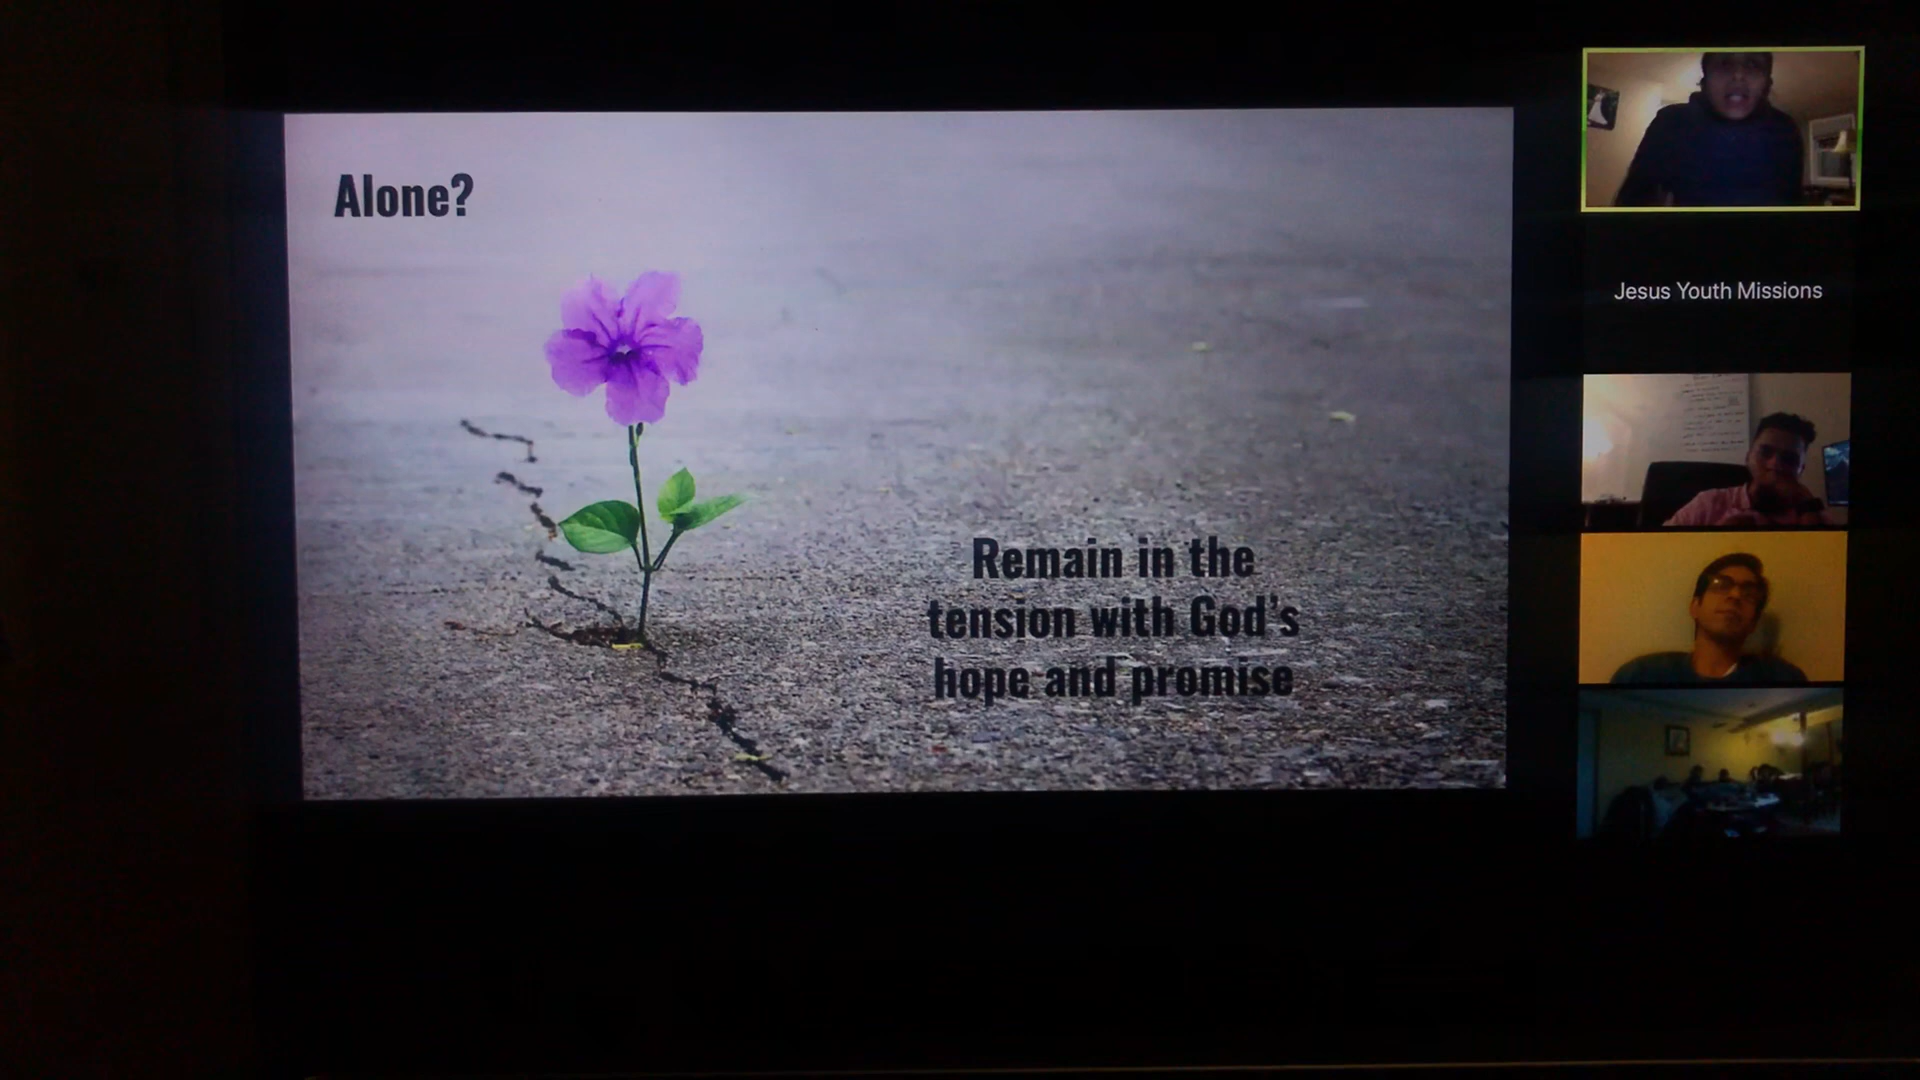 Alone?
Remain in the
tension with God's
hope and promise
Jesus Youth Missions